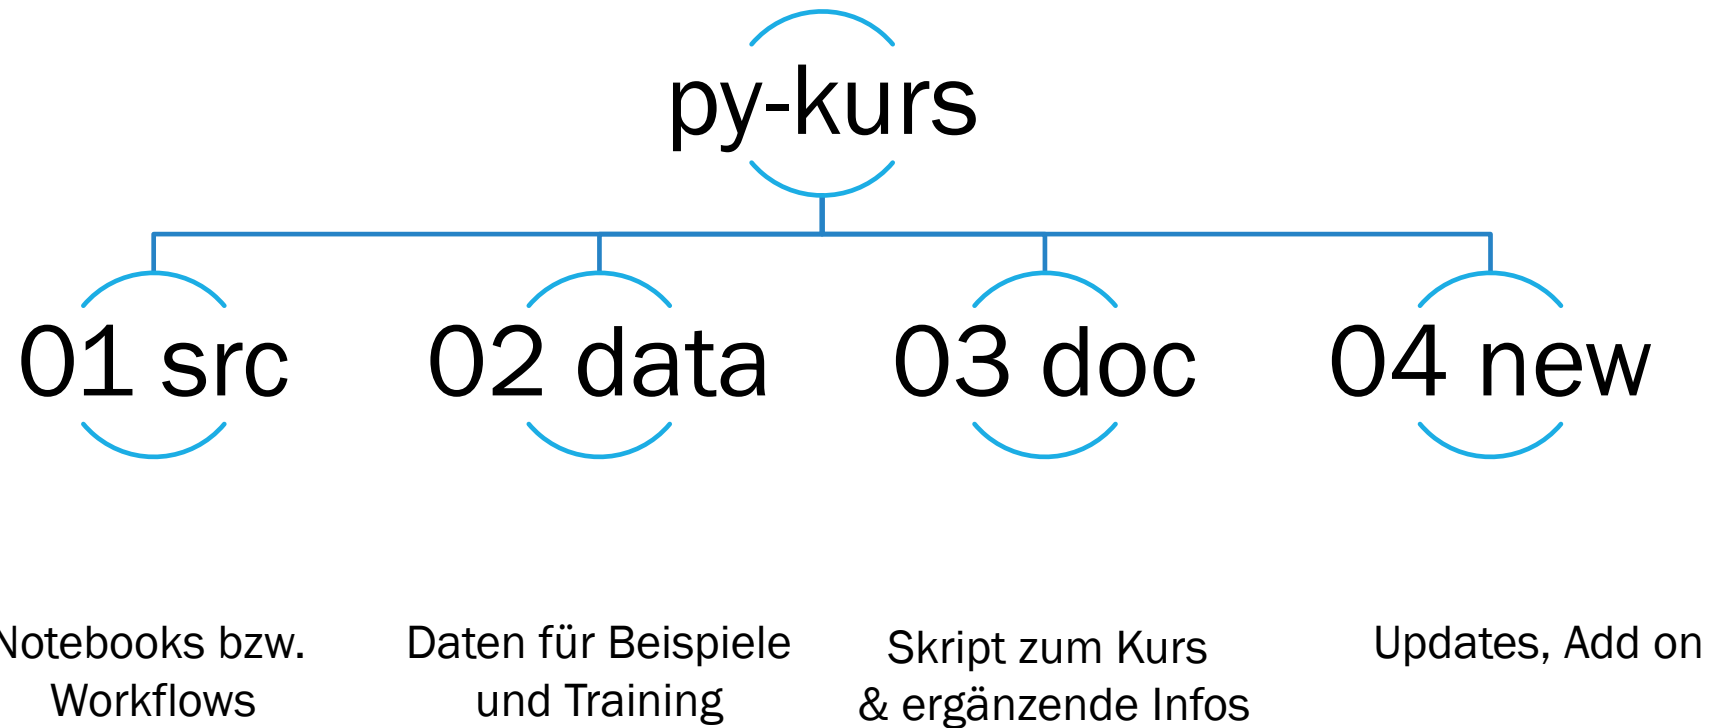 py-kurs
01 src
02 data
03 doc
04 new
Notebooks bzw.
Workflows
Daten für Beispiele
und Training
Skript zum Kurs
& ergänzende Infos
Updates, Add on